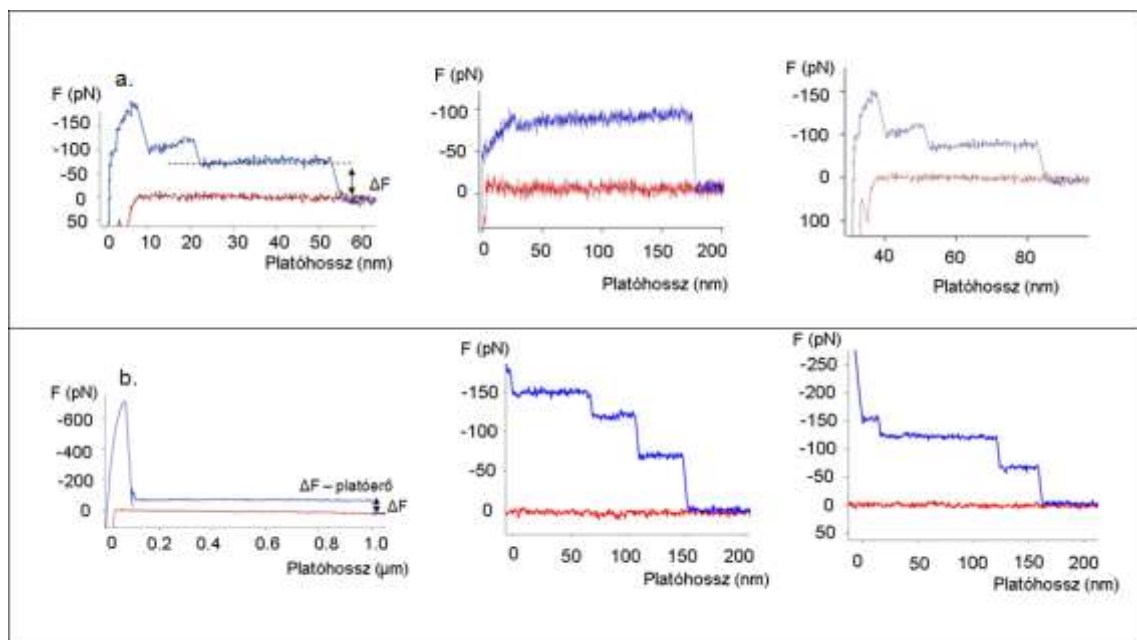 a.
F (pN)
-150
-100
-50
0
50
ΔF
0 10 20 30 40 50 60
Platóhossz (nm)
F (pN)
-100
-50
0
0 50 100 150 200
Platóhossz (nm)
F (pN)
-150
-100
0
100
40 60 80
Platóhossz (nm)
b.
F (pN)
-600
-400
-200
0
ΔF – platóerő
ΔF
0 0.2 0.4 0.6 0.8 1.0
Platóhossz (µm)
F (pN)
-150
-100
-50
0
0 50 100 150 200
Platóhossz (nm)
F (pN)
-250
-200
-150
-100
-50
0
50
0 50 100 150 200
Platóhossz (nm)